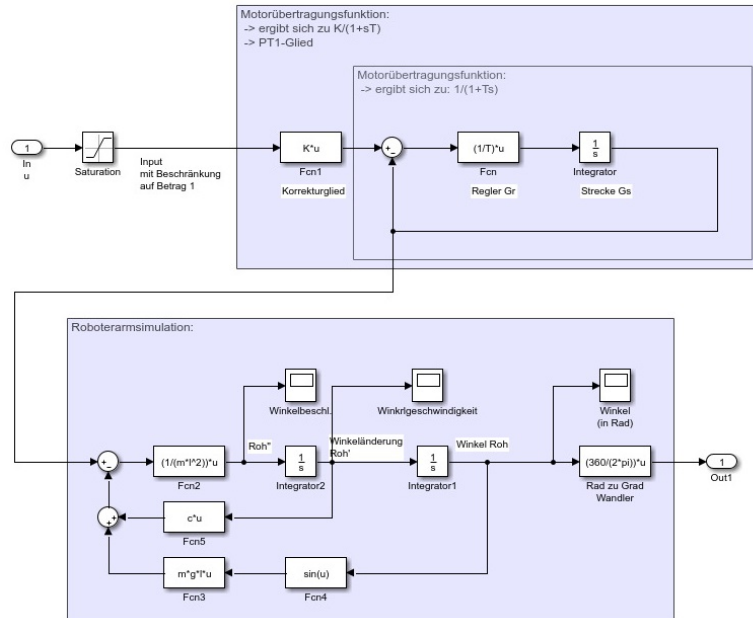 Motorübertragungsfunktion:
-> ergibt sich zu K/(1+sT)
-> PT1-Glied
Motorübertragungsfunktion:
-> ergibt sich zu: 1/(1+Ts)
1
In
u
Saturation
Input
mit Beschränkung
auf Betrag 1
K*u
Fcn1
Korrekturglied
+
−
(1/T)*u
Fcn
Regler Gr
1
s
Integrator
Strecke Gs
Roboterarmsimulation:
Winkelbeschl.
Winkrlgeschwindigkeit
Winkel
(in Rad)
+
−
(1/(m*l^2))*u
Fcn2
Roh"
1
s
Integrator2
Winkeländerung
Roh'
1
s
Integrator1
Winkel Roh
(360/(2*pi))*u
Rad zu Grad
Wandler
1
Out1
+
+
c*u
Fcn5
m*g*l*u
Fcn3
sin(u)
Fcn4